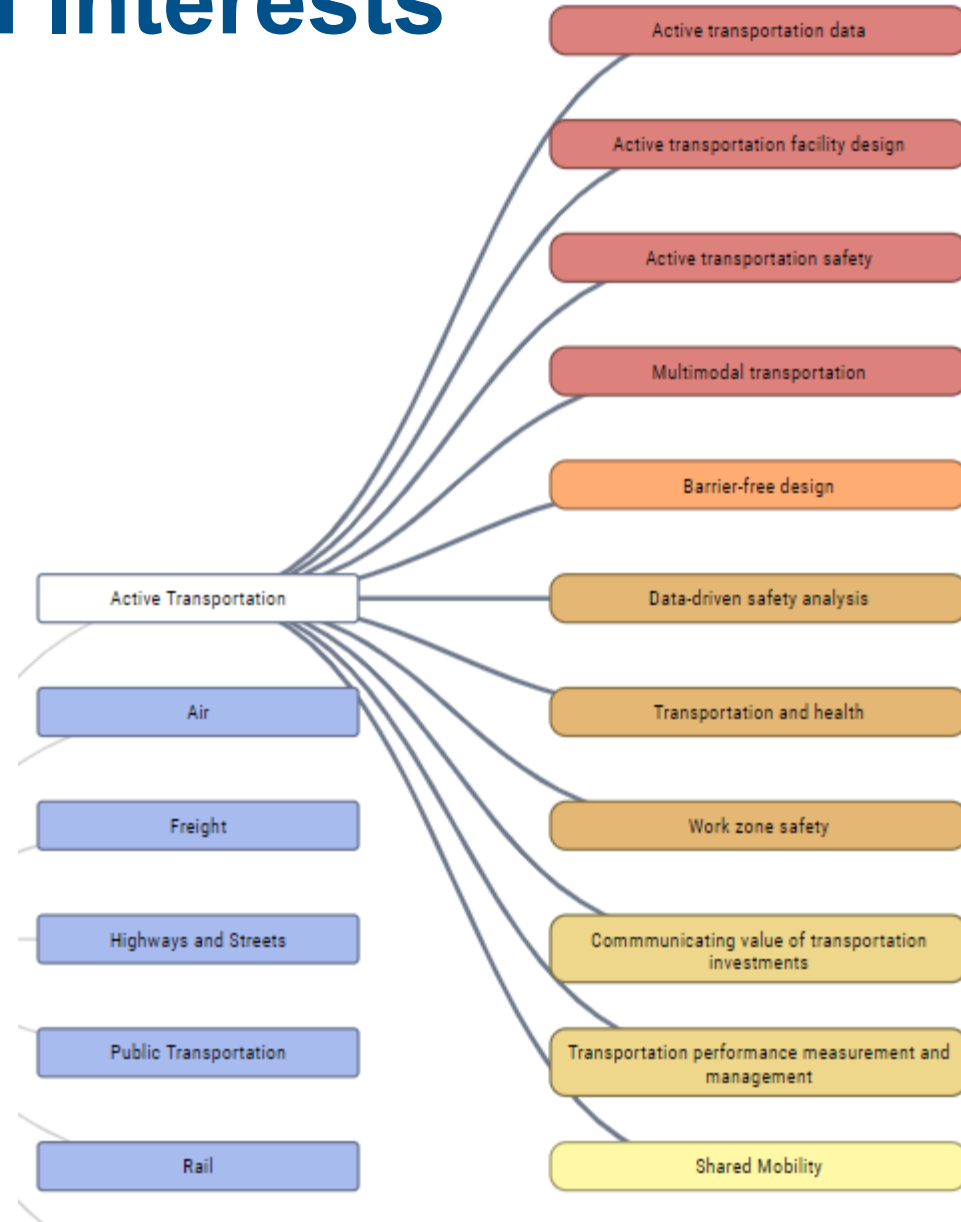 Interests
Active transportation data
Active transportation facility design
Active transportation safety
Multimodal transportation
Barrier-free design
Active Transportation
Data-driven safety analysis
Air
Transportation and health
Freight
Work zone safety
Highways and Streets
Commmunicating value of transportation
investments
Public Transportation
Transportation performance measurement and
management
Rail
Shared Mobility